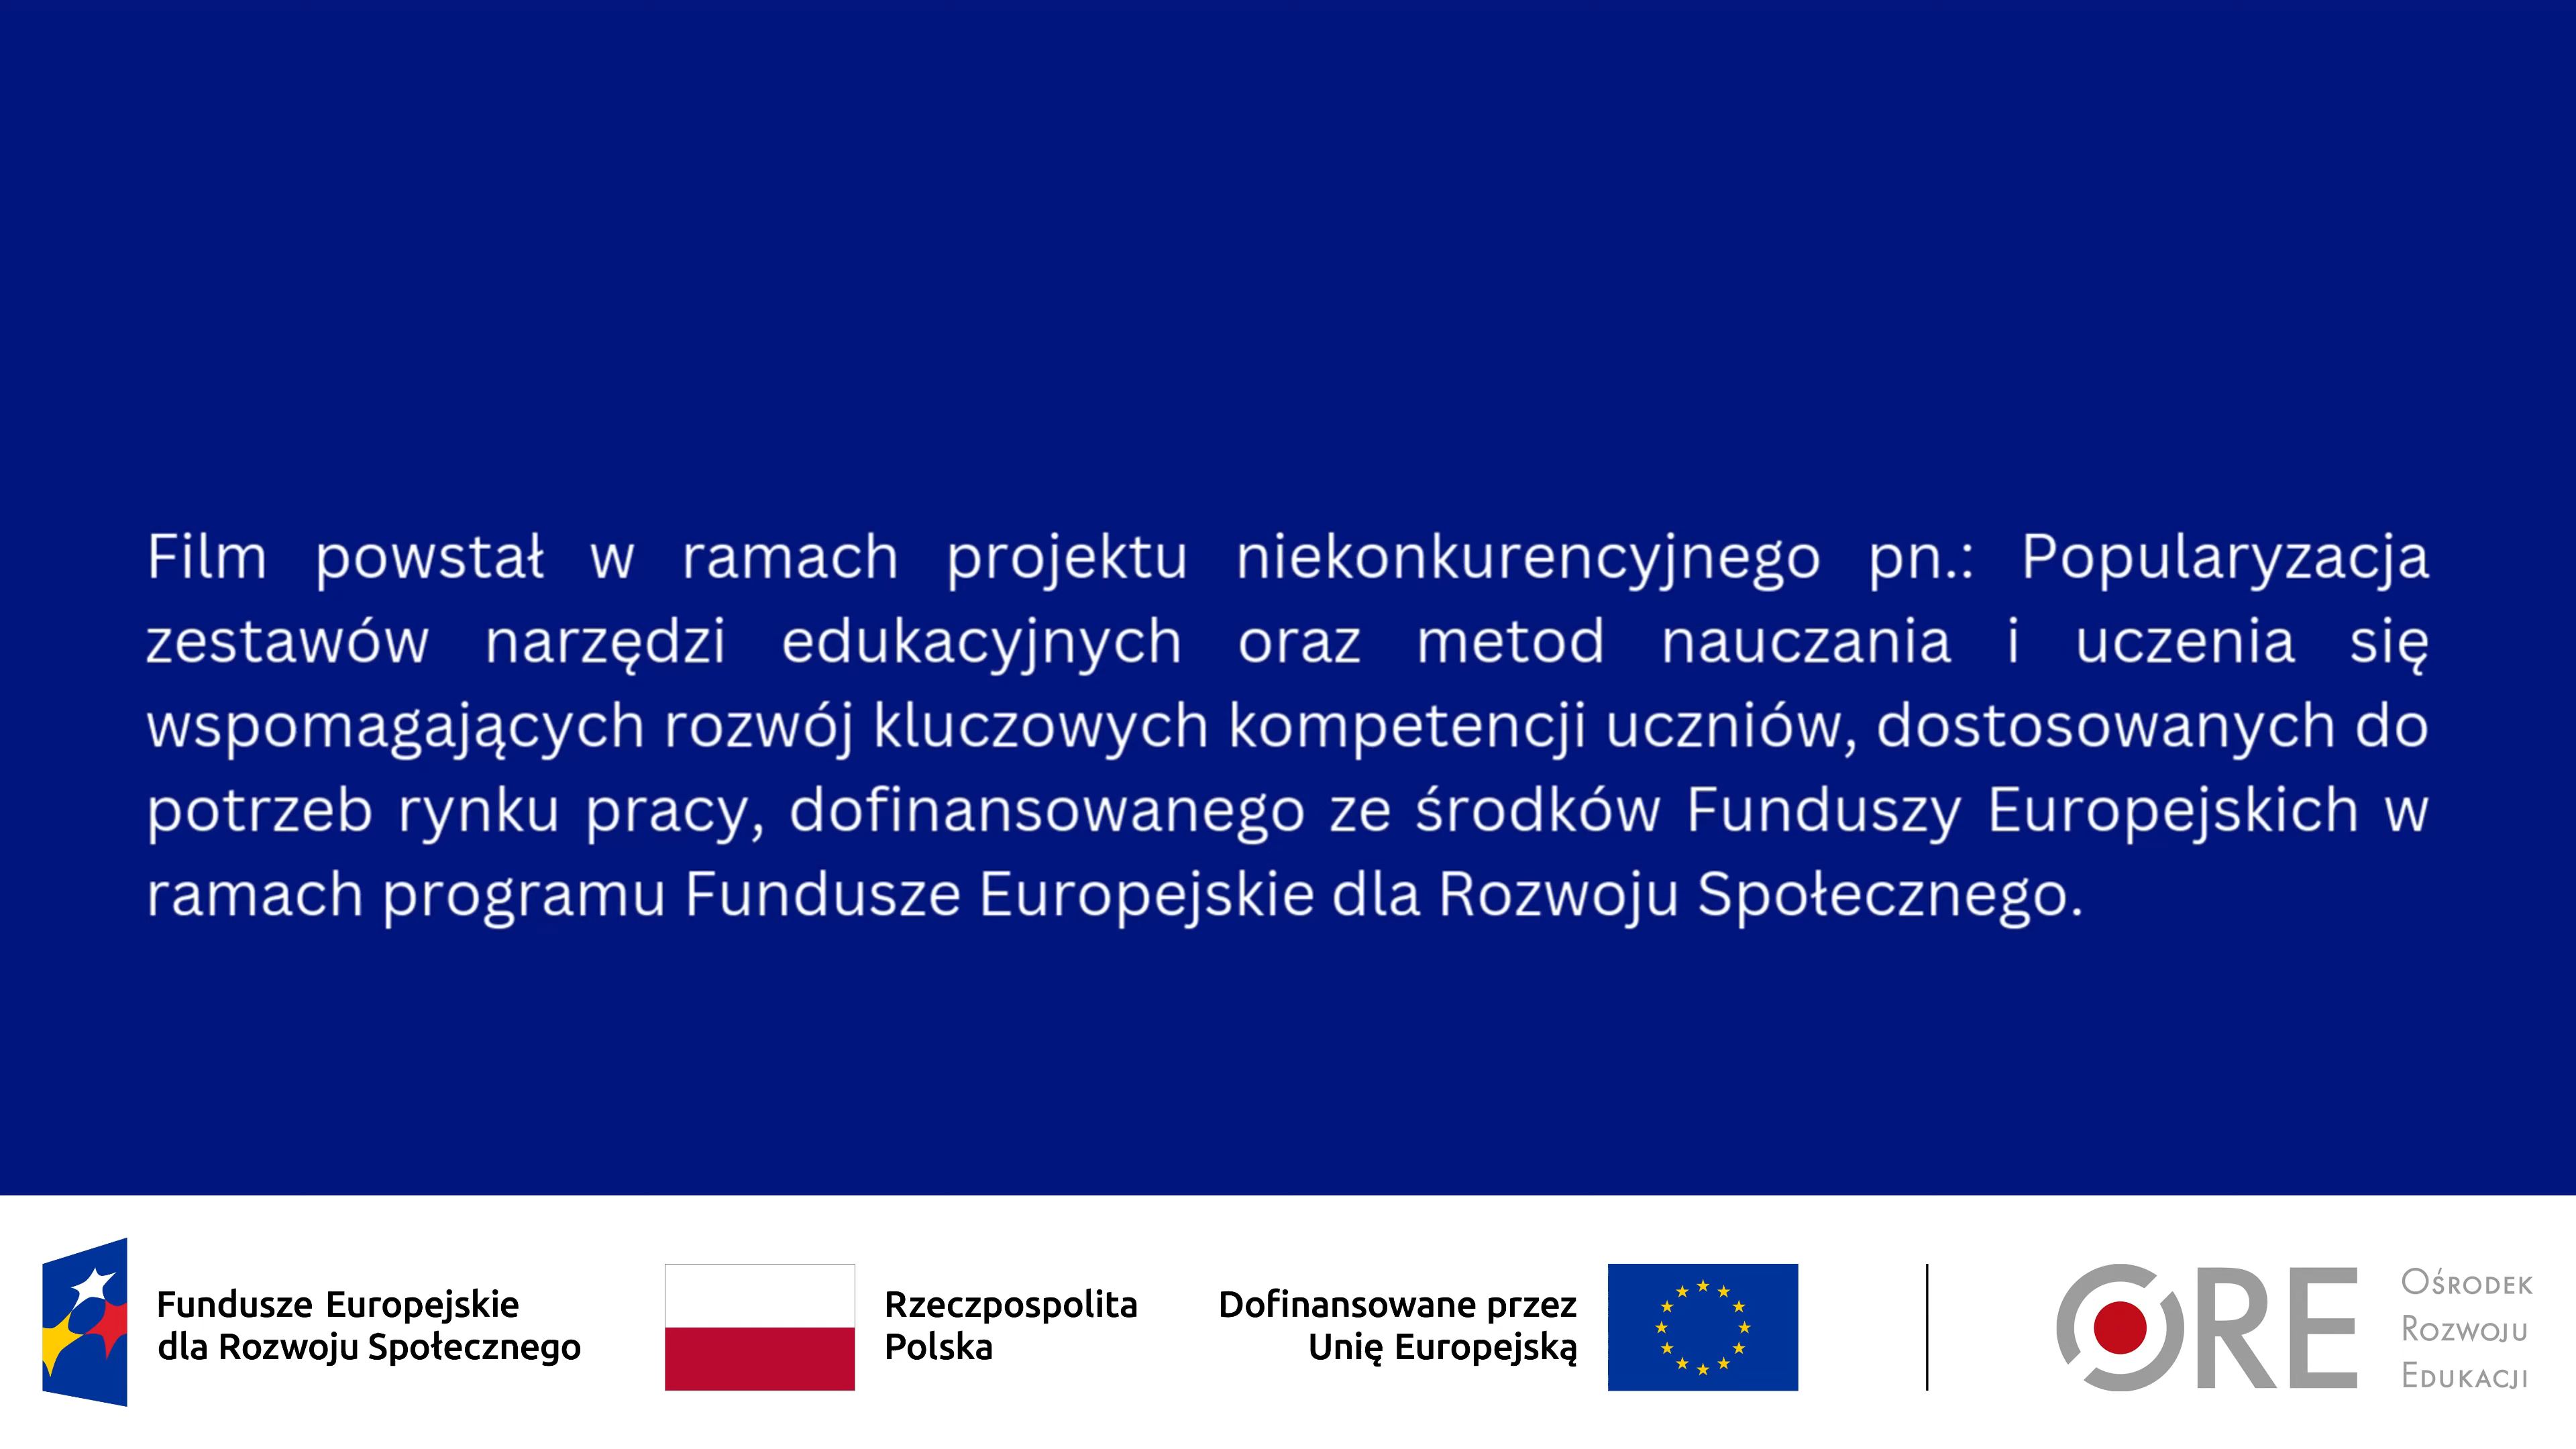 Film powstał w ramach projektu niekonkurencyjnego pn.: Popularyzacja
zestawów narzędzi edukacyjnych oraz metod nauczania i uczenia się
wspomagających rozwój kluczowych kompetencji uczniów, dostosowanych do
potrzeb rynku pracy, dofinansowanego ze środków Funduszy Europejskich w
ramach programu Fundusze Europejskie dla Rozwoju Społecznego.
Fundusze Europejskie
dla Rozwoju Społecznego
Rzeczpospolita
Polska
Dofinansowane przez
Unię Europejską
ORE
Ośrodek
Rozwoju
Edukacji